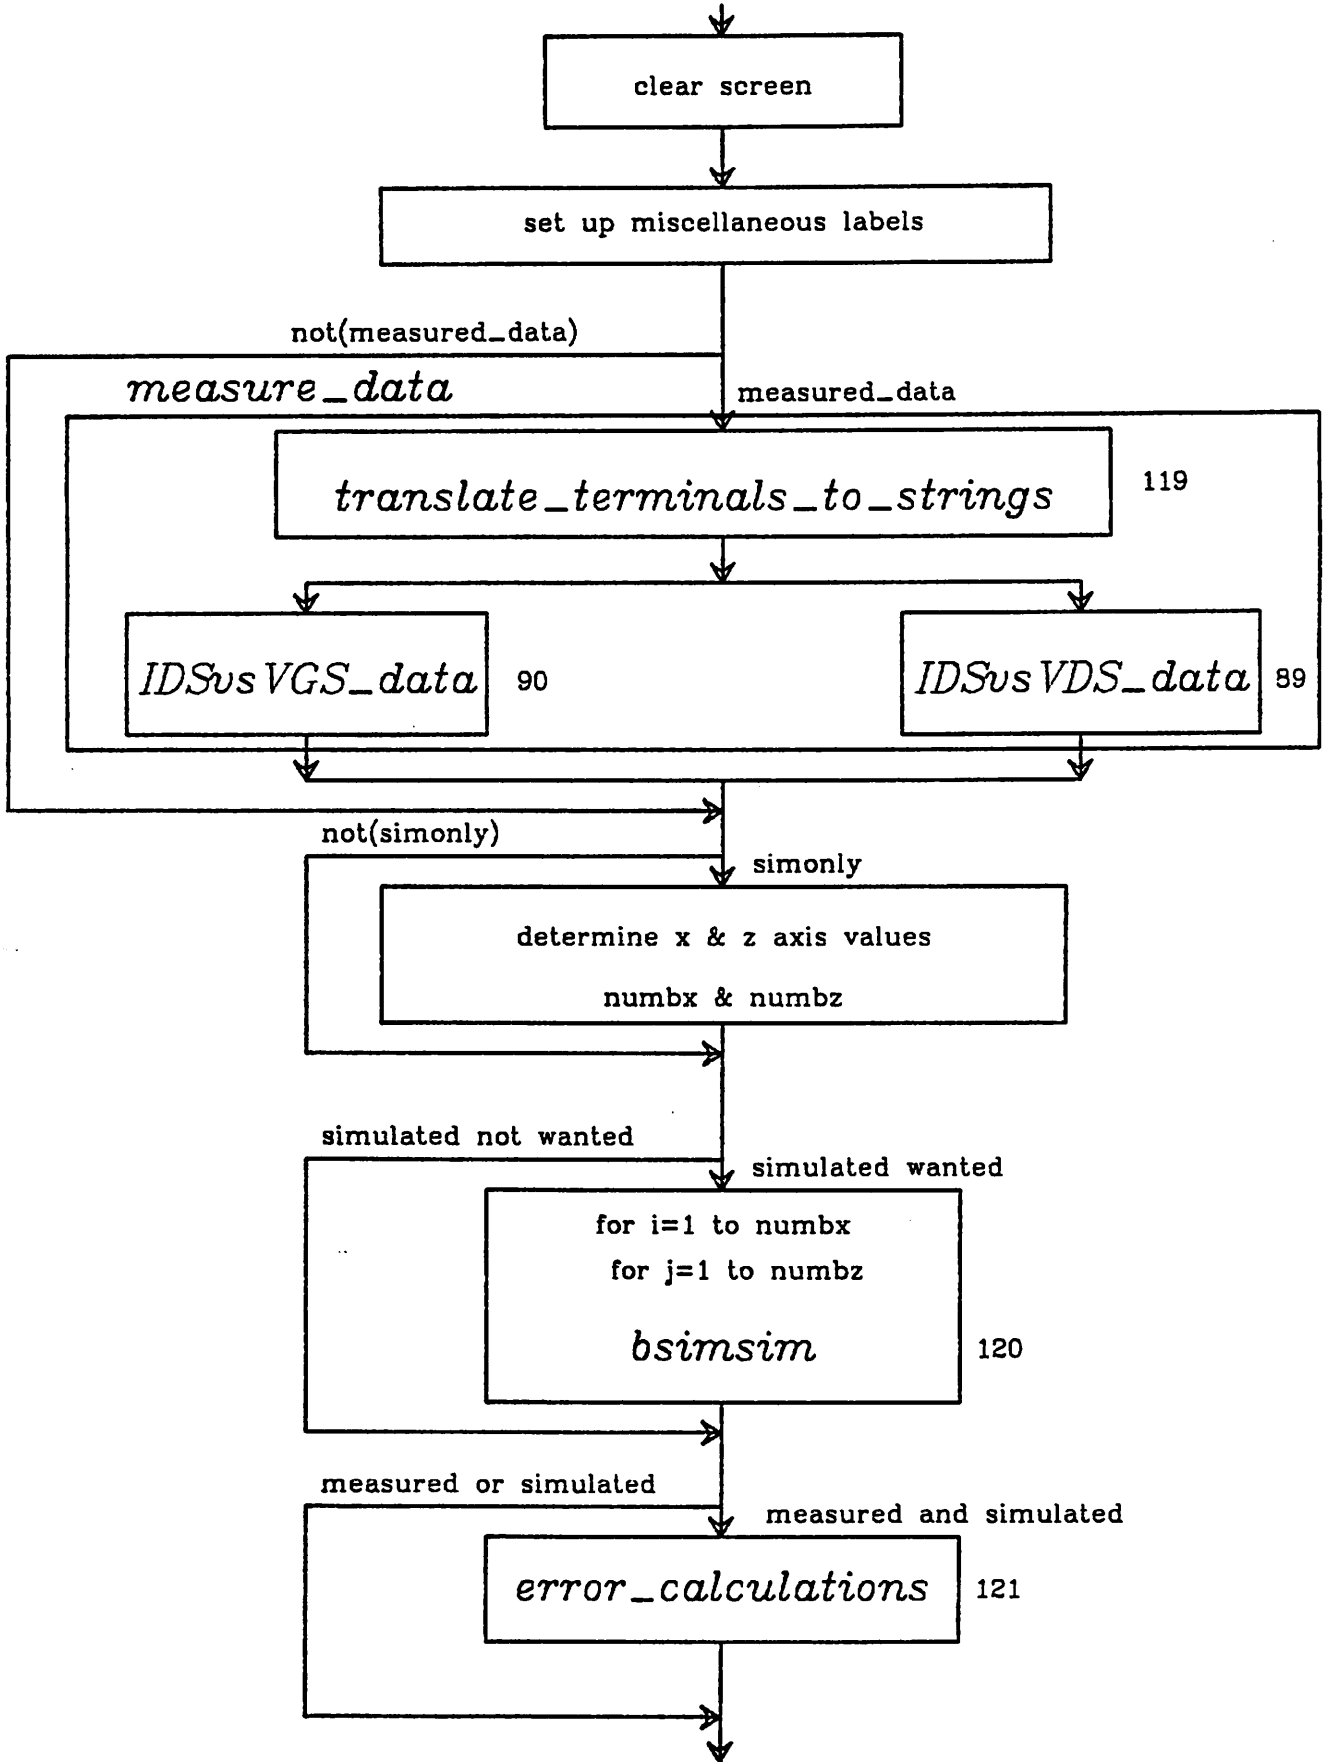 clear screen
set up miscellaneous labels
not(measured_data)
measure_data
measured_data
translate_terminals_to_strings
119
IDSvsVGS_data
90
IDSvsVDS_data
89
not(simonly)
simonly
determine x & z axis values
numbx & numbz
simulated not wanted
simulated wanted
for i=1 to numbx
for j=1 to numbz
bsimsim
120
measured or simulated
measured and simulated
error_calculations
121